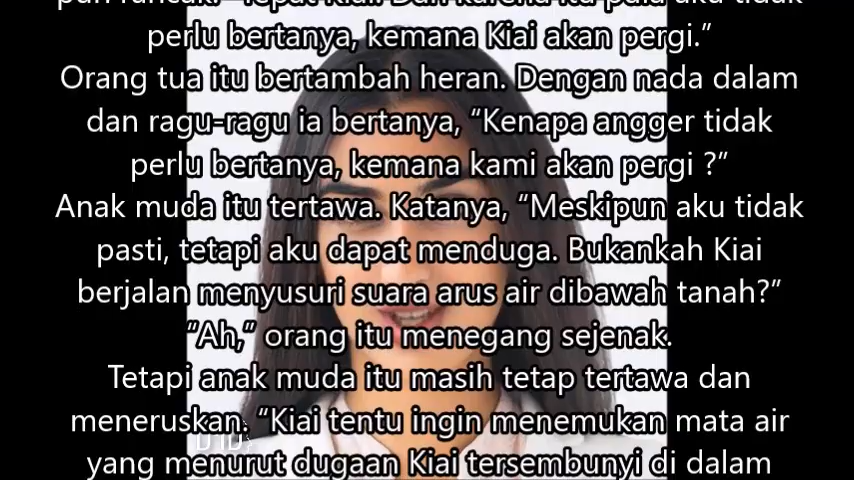 perlu bertanya, kemana Kiai akan pergi.”
Orang tua itu bertambah heran. Dengan nada dalam
dan ragu-ragu ia bertanya, “Kenapa angger tidak
perlu bertanya, kemana kami akan pergi ?”
Anak muda itu tertawa. Katanya, “Meskipun aku tidak
pasti, tetapi aku dapat menduga. Bukankah Kiai
berjalan menyusuri suara arus air dibawah tanah?”
“Ah,” orang itu menegang sejenak.
Tetapi anak muda itu masih tetap tertawa dan
meneruskan. “Kiai tentu ingin menemukan mata air
yang menurut dugaan Kiai tersembunyi di dalam